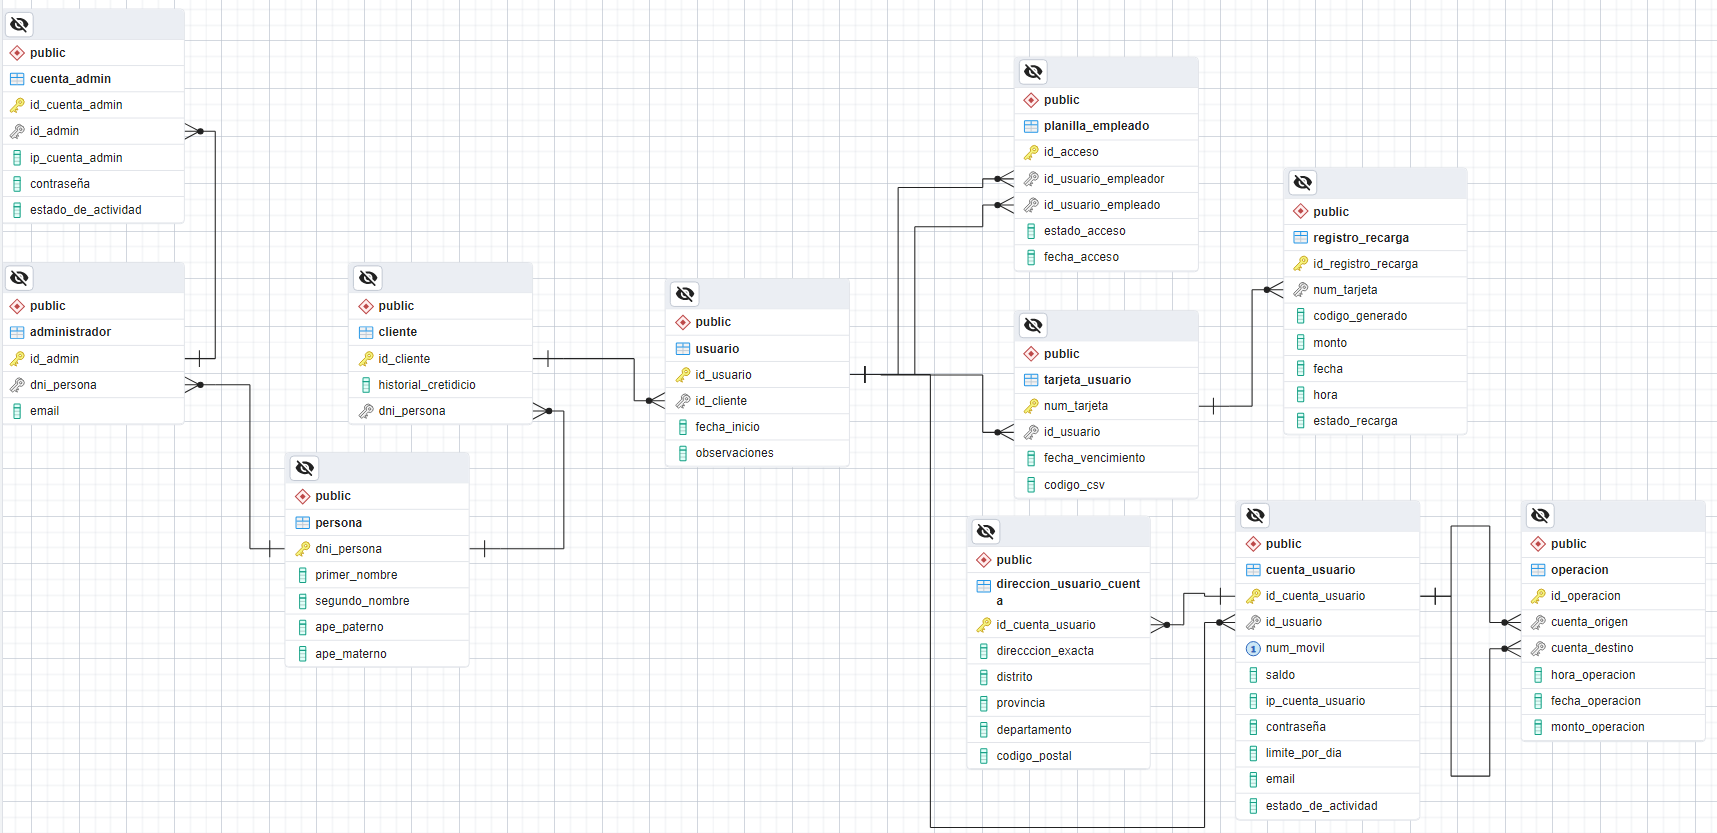 public
cuenta_admin
id_cuenta_admin
id_admin
ip_cuenta_admin
contraseña
estado_de_actividad
public
administrador
id_admin
dni_persona
email
public
cliente
id_cliente
historial_cretidicio
dni_persona
public
persona
dni_persona
primer_nombre
segundo_nombre
ape_paterno
ape_materno
public
usuario
id_usuario
id_cliente
fecha_inicio
observaciones
public
planilla_empleado
id_acceso
id_usuario_empleador
id_usuario_empleado
estado_acceso
fecha_acceso
public
tarjeta_usuario
num_tarjeta
id_usuario
fecha_vencimiento
codigo_csv
public
registro_recarga
id_registro_recarga
num_tarjeta
codigo_generado
monto
fecha
hora
estado_recarga
public
direccion_usuario_cuent
a
id_cuenta_usuario
direcccion_exacta
distrito
provincia
departamento
codigo_postal
public
cuenta_usuario
id_cuenta_usuario
id_usuario
1 num_movil
saldo
ip_cuenta_usuario
contraseña
limite_por_dia
email
estado_de_actividad
public
operacion
id_operacion
cuenta_origen
cuenta_destino
hora_operacion
fecha_operacion
monto_operacion